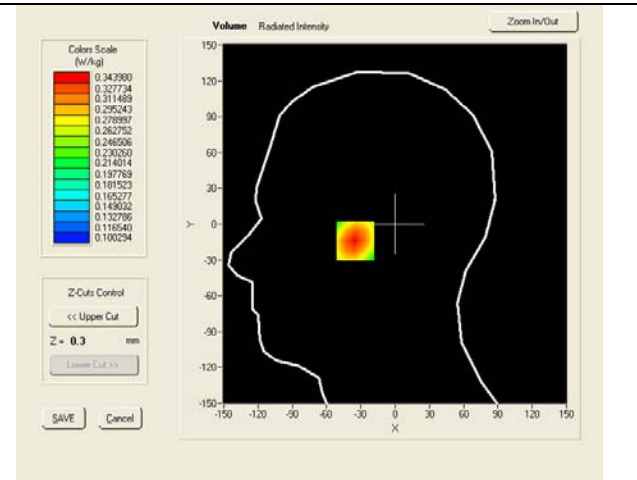 Volume Radiated Intensity
Zoom In/Out
Colors Scale
(W/kg)
0.343980
0.327734
0.311489
0.295243
0.278997
0.262752
0.246506
0.230260
0.214014
0.197769
0.181523
0.165277
0.149032
0.132786
0.116540
0.100294
Z-Cuts Control
<< Upper Cut
Z = 0.3 mm
Lower Cut >>
SAVE Cancel
150
120
90
60
30
0
-30
-60
-90
-120
-150
Y
-150 -120 -90 -60 -30 0 30 60 90 120 150
X